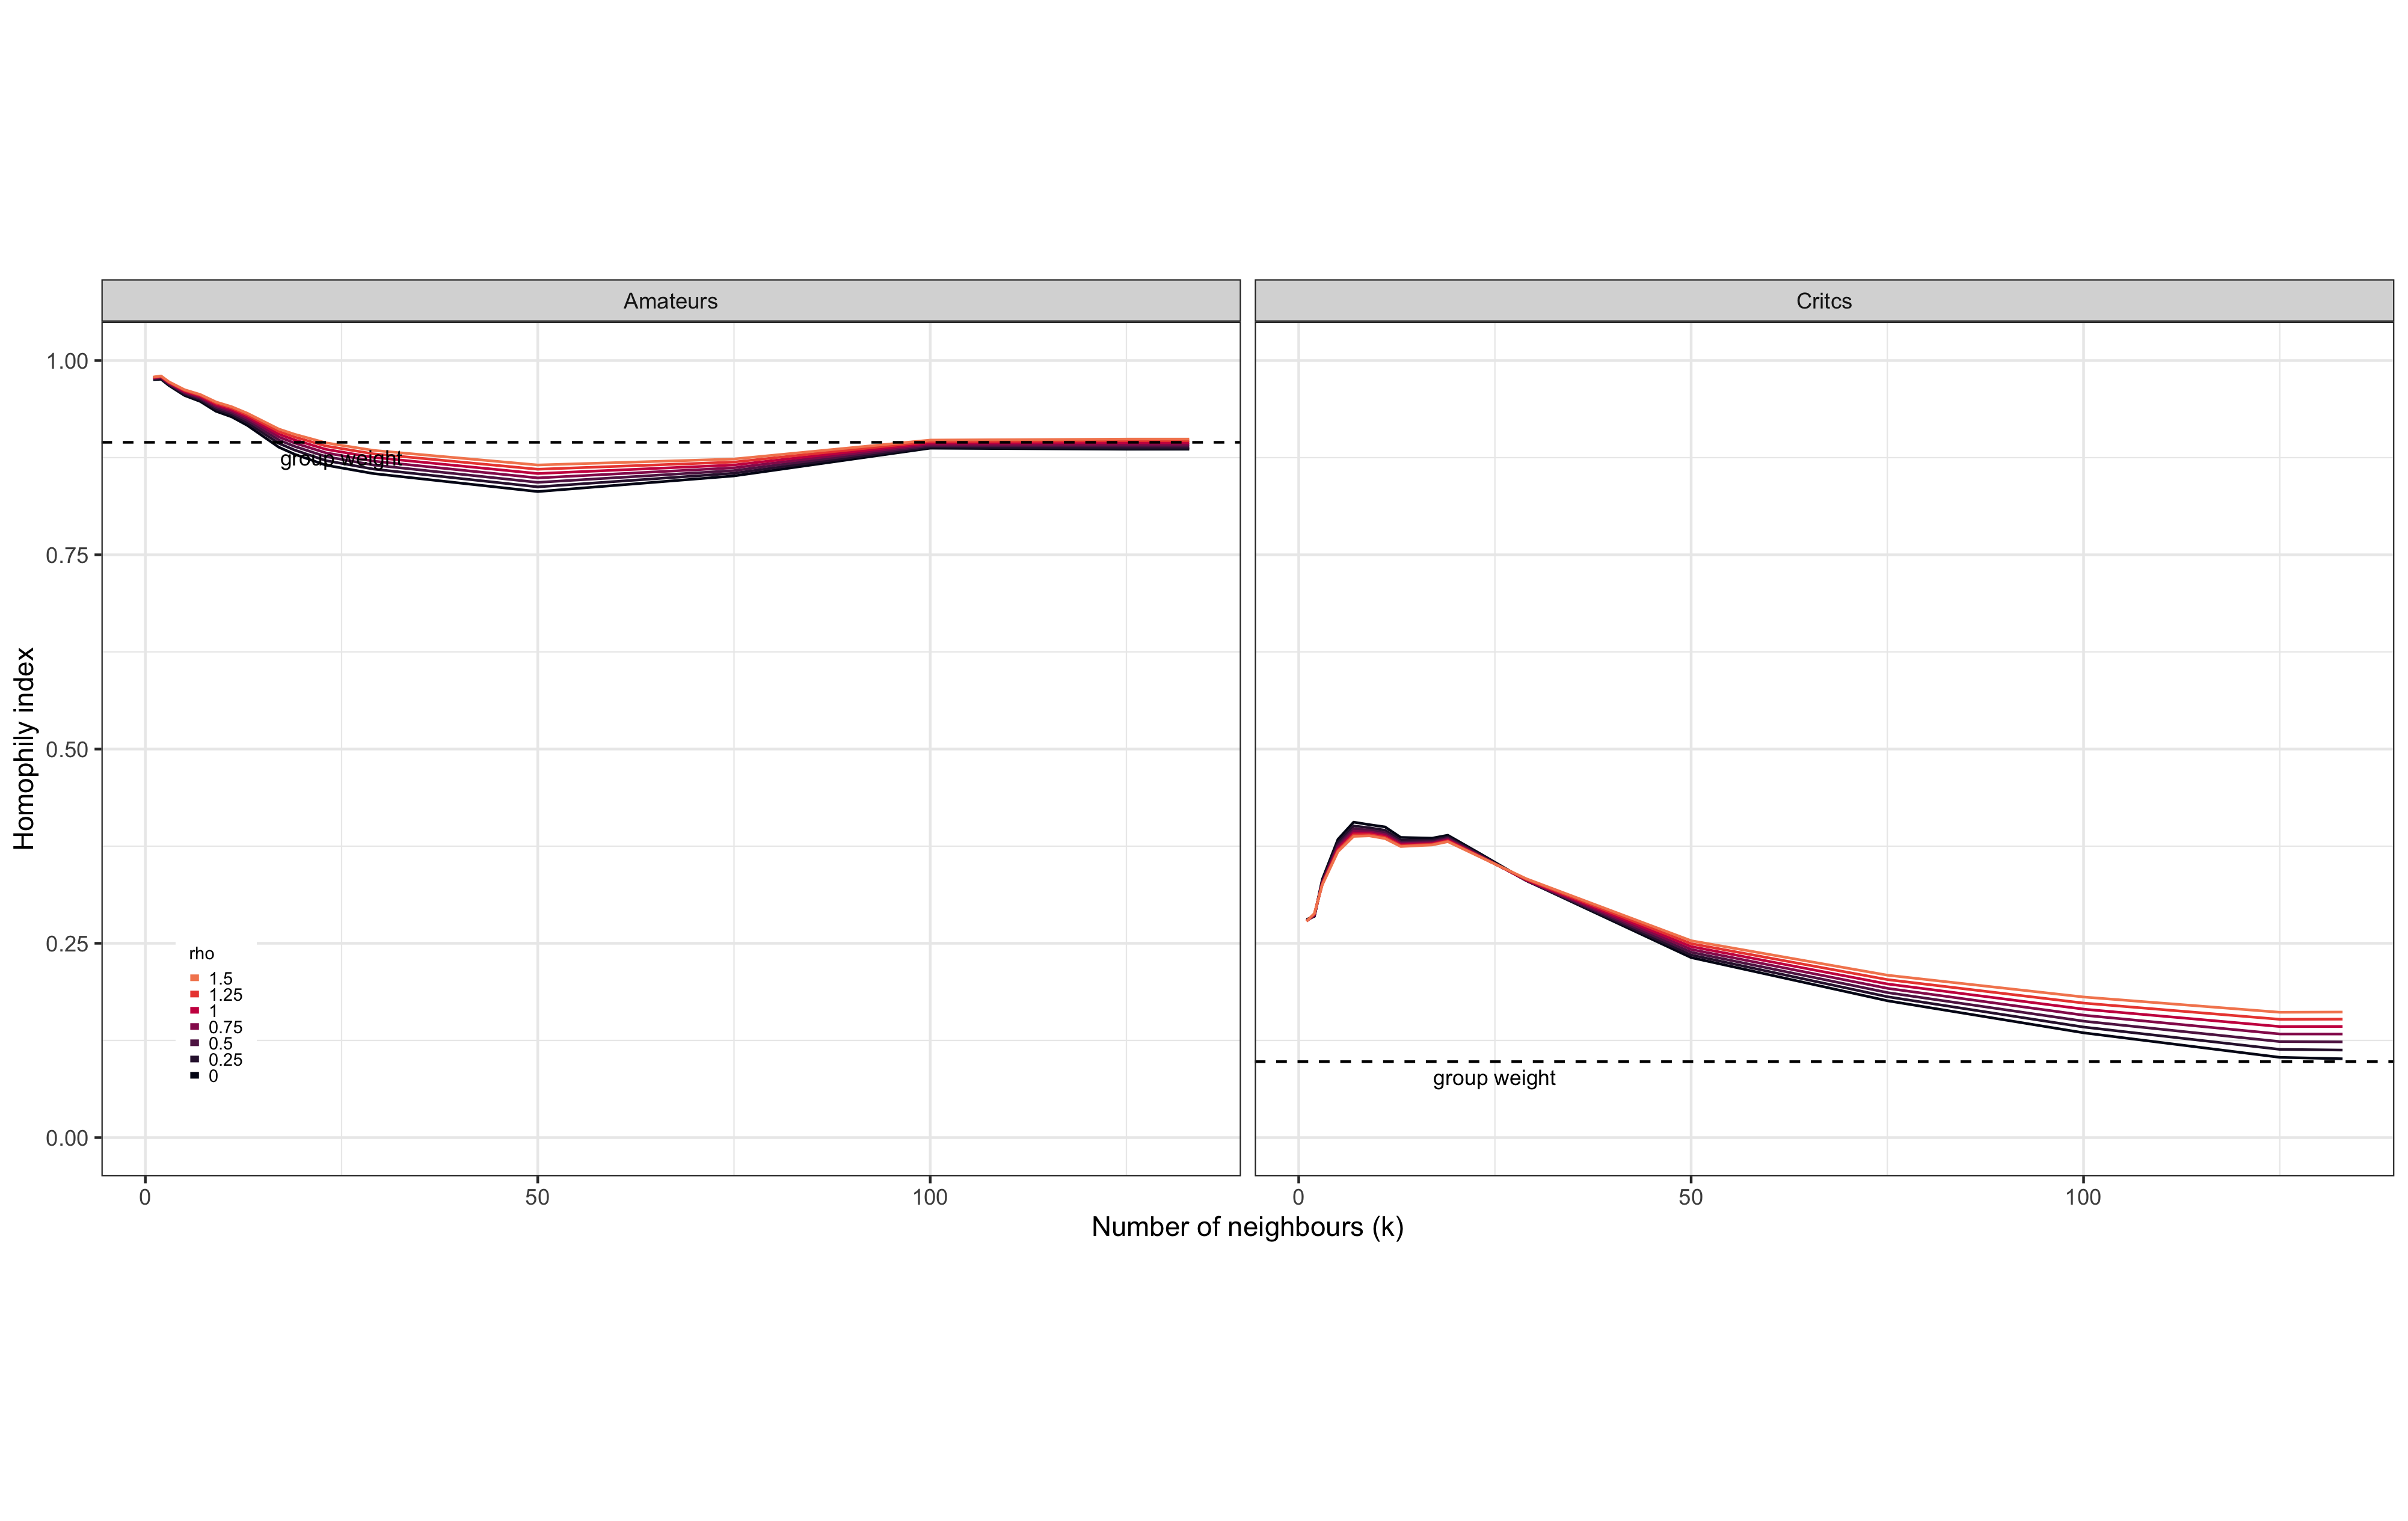 Amateurs
Critcs
Homophily index
1.00
0.75
0.50
0.25
0.00
group weight
group weight
rho
1.5
1.25
1
0.75
0.5
0.25
0
0
50
100
0
50
100
Number of neighbours (k)